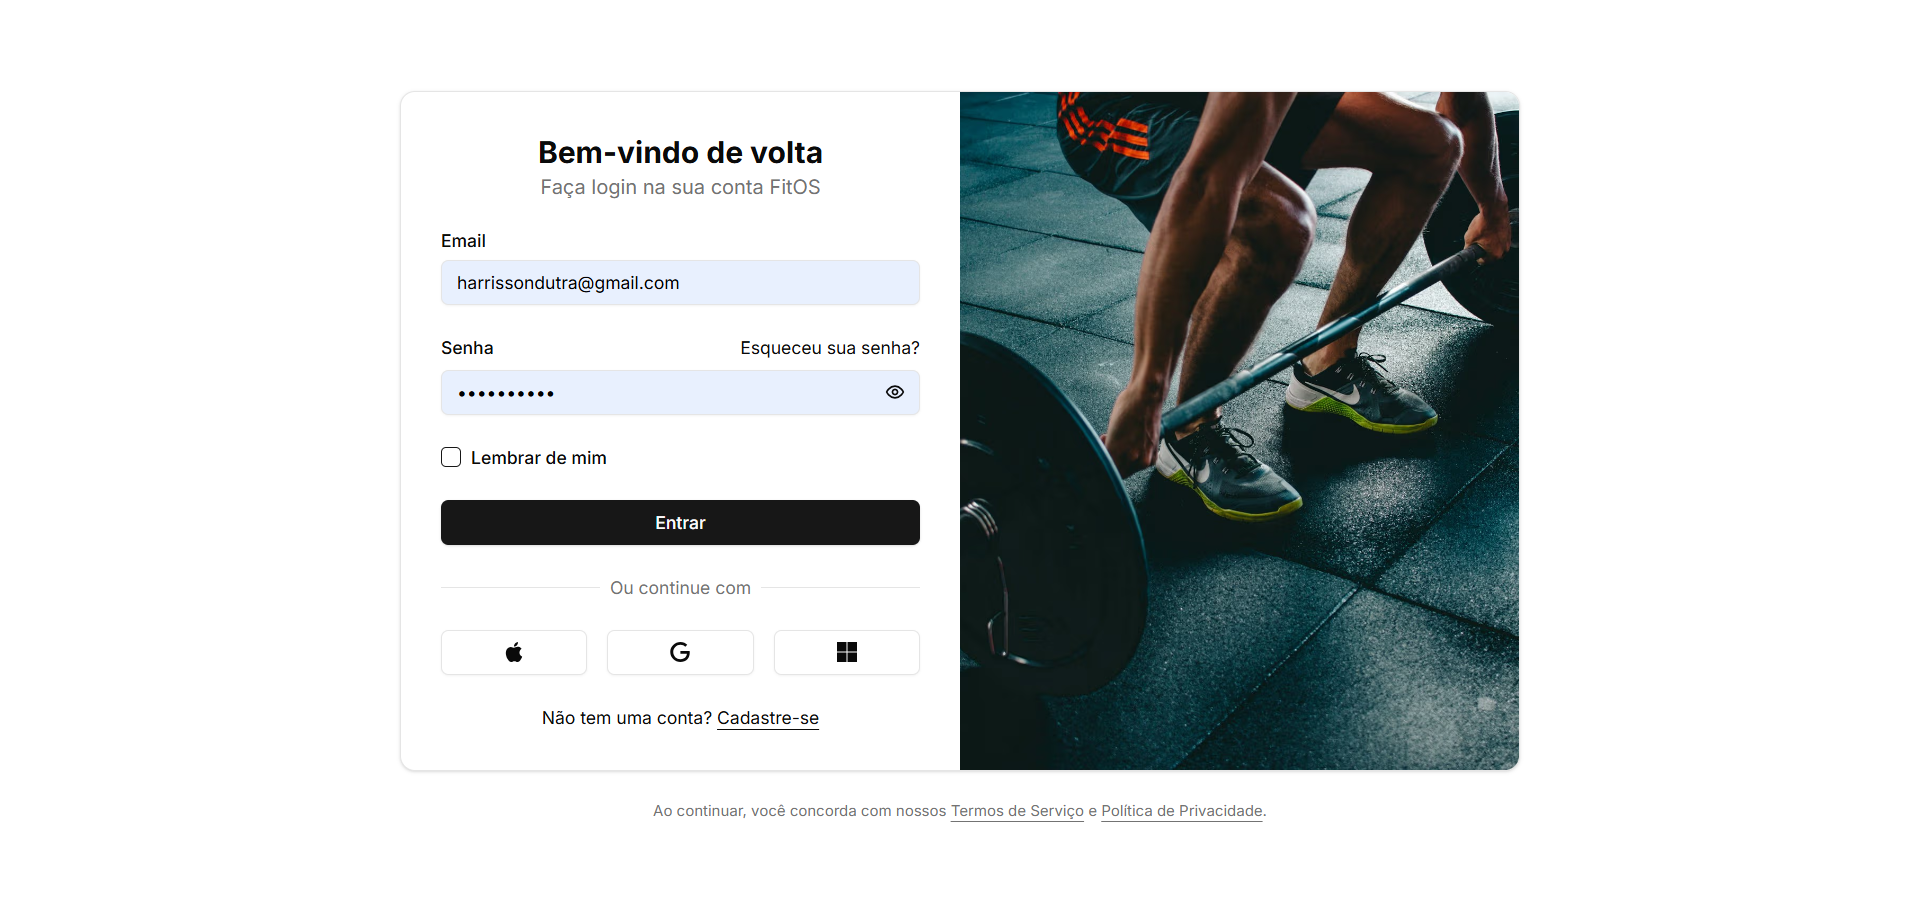 Bem-vindo de volta
Faça login na sua conta FitOS
Email
harrissondutra@gmail.com
Senha Esqueceu sua senha?
••••••••••
Lembrar de mim
Entrar
Ou continue com
Não tem uma conta? Cadastre-se
Ao continuar, você concorda com nossos Termos de Serviço e Política de Privacidade.